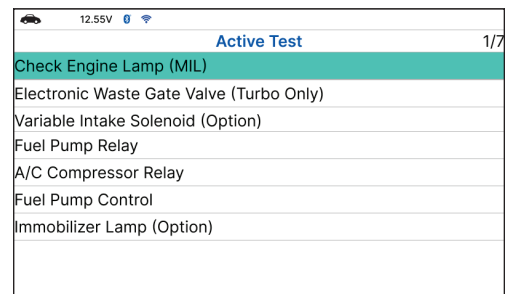 12.55V
Active Test 1/7
Check Engine Lamp (MIL)
Electronic Waste Gate Valve (Turbo Only)
Variable Intake Solenoid (Option)
Fuel Pump Relay
A/C Compressor Relay
Fuel Pump Control
Immobilizer Lamp (Option)